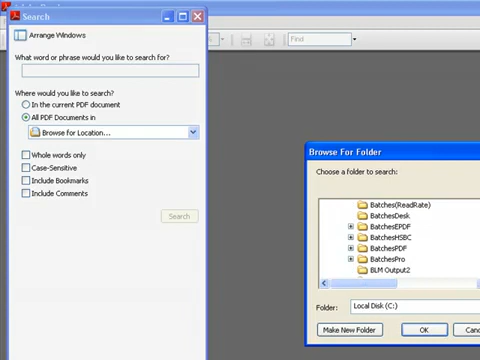 Search
Arrange Windows
What word or phrase would you like to search for?
Where would you like to search?
In the current PDF document
All PDF Documents in
Browse for Location...
Whole words only
Case-Sensitive
Include Bookmarks
Include Comments
Search
Find
Browse For Folder
Choose a folder to search:
Batches(ReadRate)
BatchesDesk
BatchesEPDF
BatchesHSBC
BatchesPDF
BatchesPro
BLM Output2
Folder:
Local Disk (C:)
Make New Folder
OK
Canc